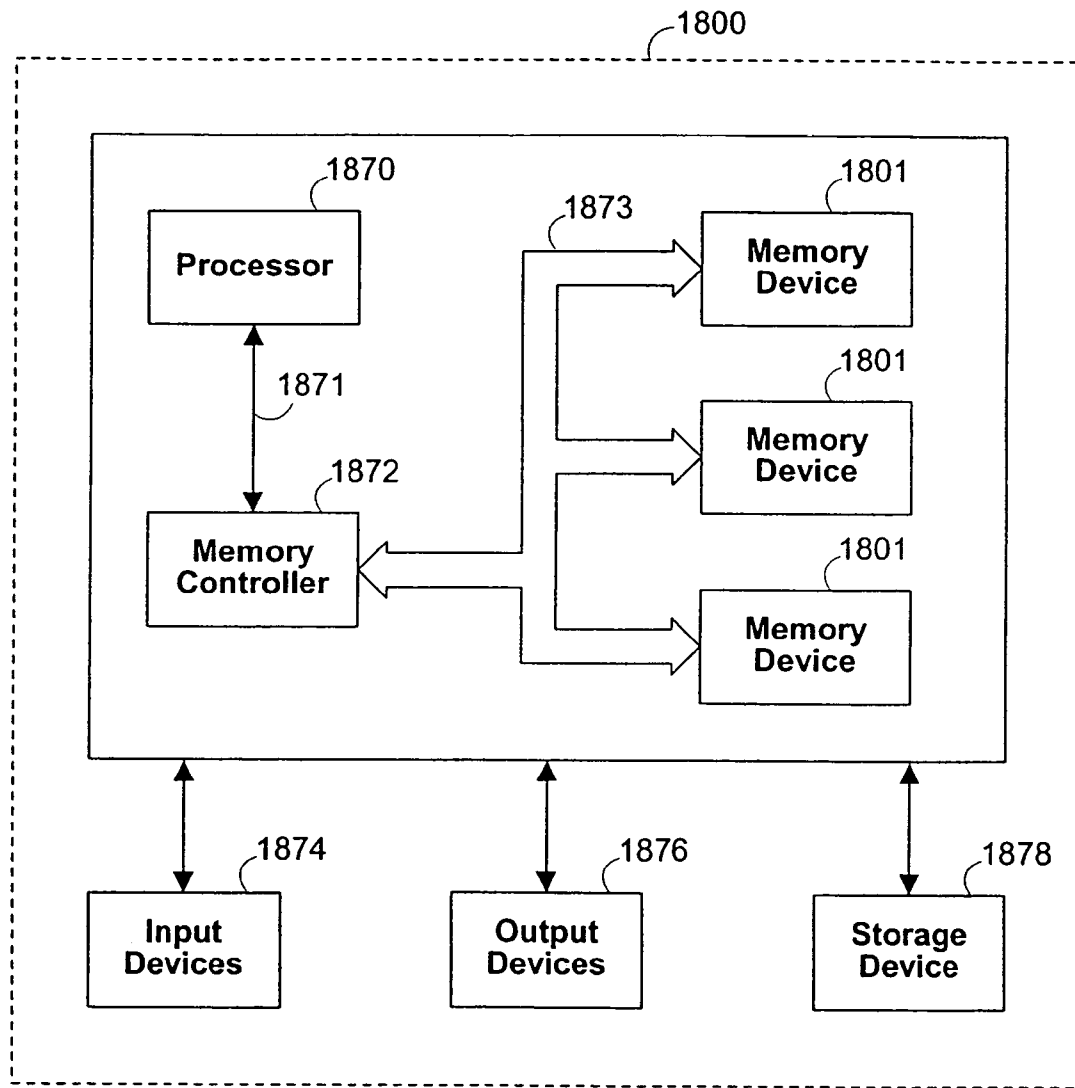 1800
1870
Processor
1873
1801
Memory
Device
1871
1801
Memory
Device
1872
Memory
Controller
1801
Memory
Device
1874
Input
Devices
1876
Output
Devices
1878
Storage
Device